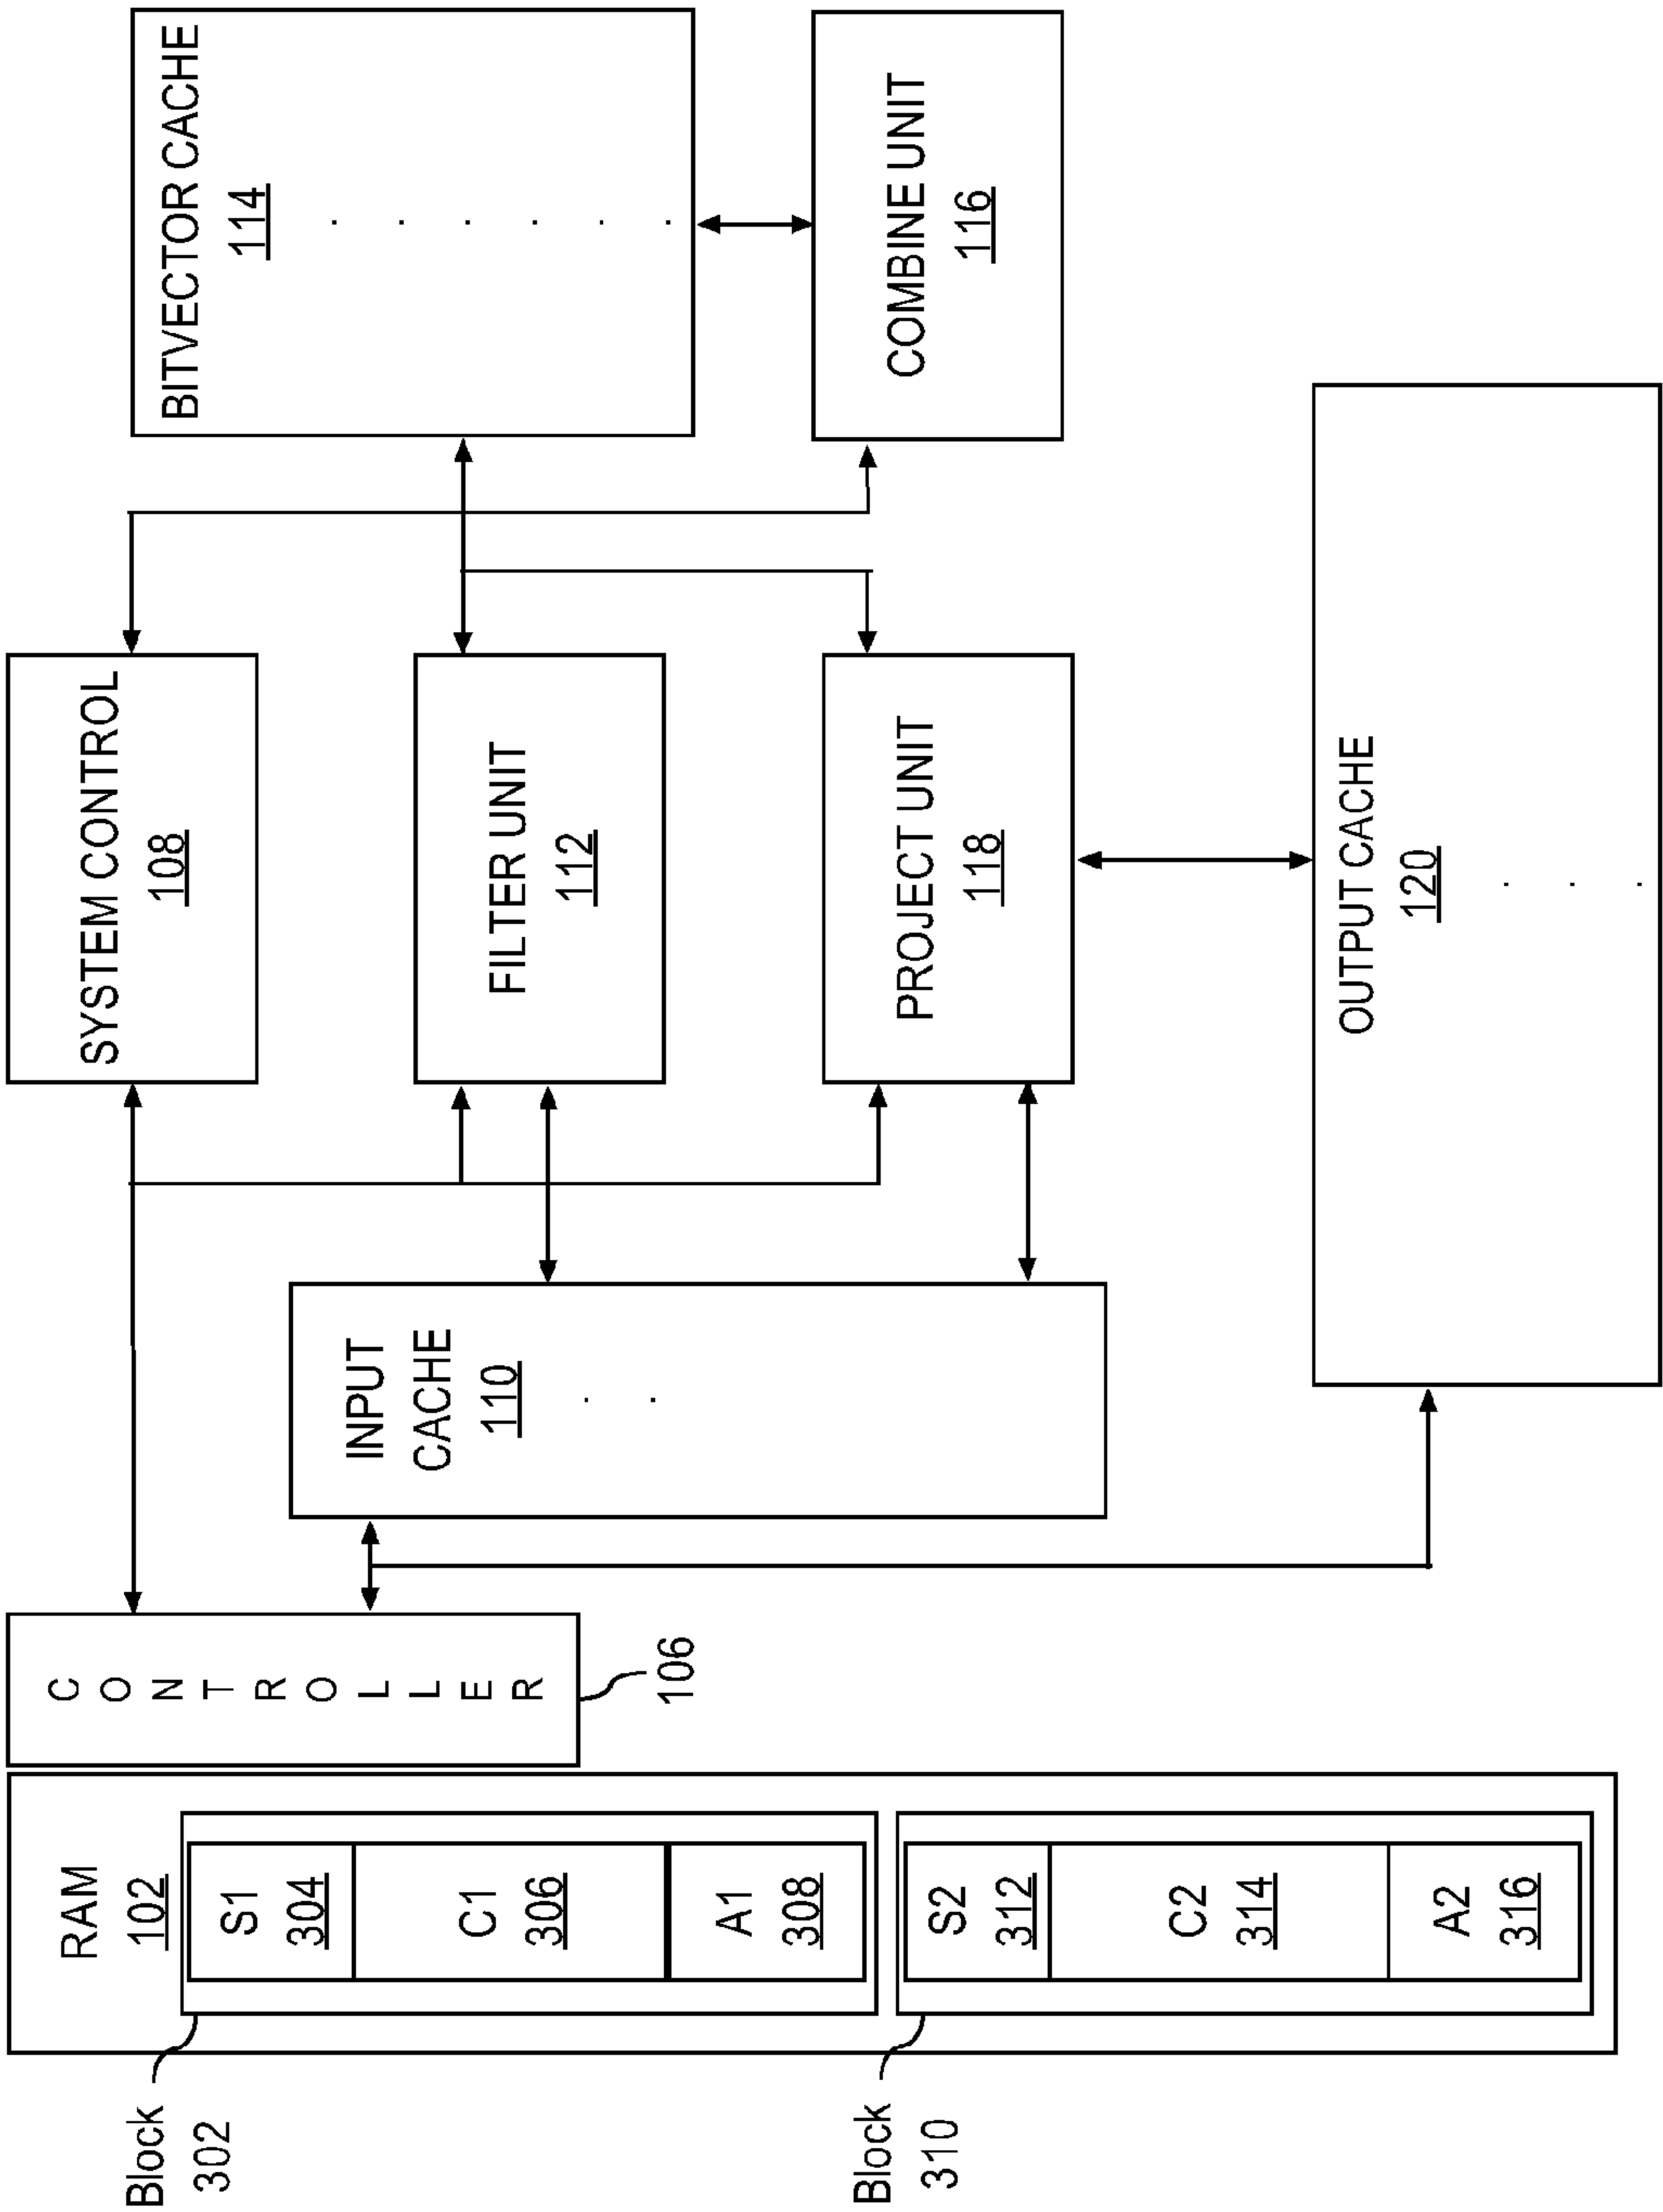 Block
302
Block
310
RAM
102
S1
304
C1
306
A1
308
S2
312
C2
314
A2
316
CONTROLLER
106
INPUT
CACHE
110
. .
SYSTEM CONTROL
108
FILTER UNIT
112
PROJECT UNIT
118
BITVECTOR CACHE
114
. . . . . .
COMBINE UNIT
116
OUTPUT CACHE
120
. . .